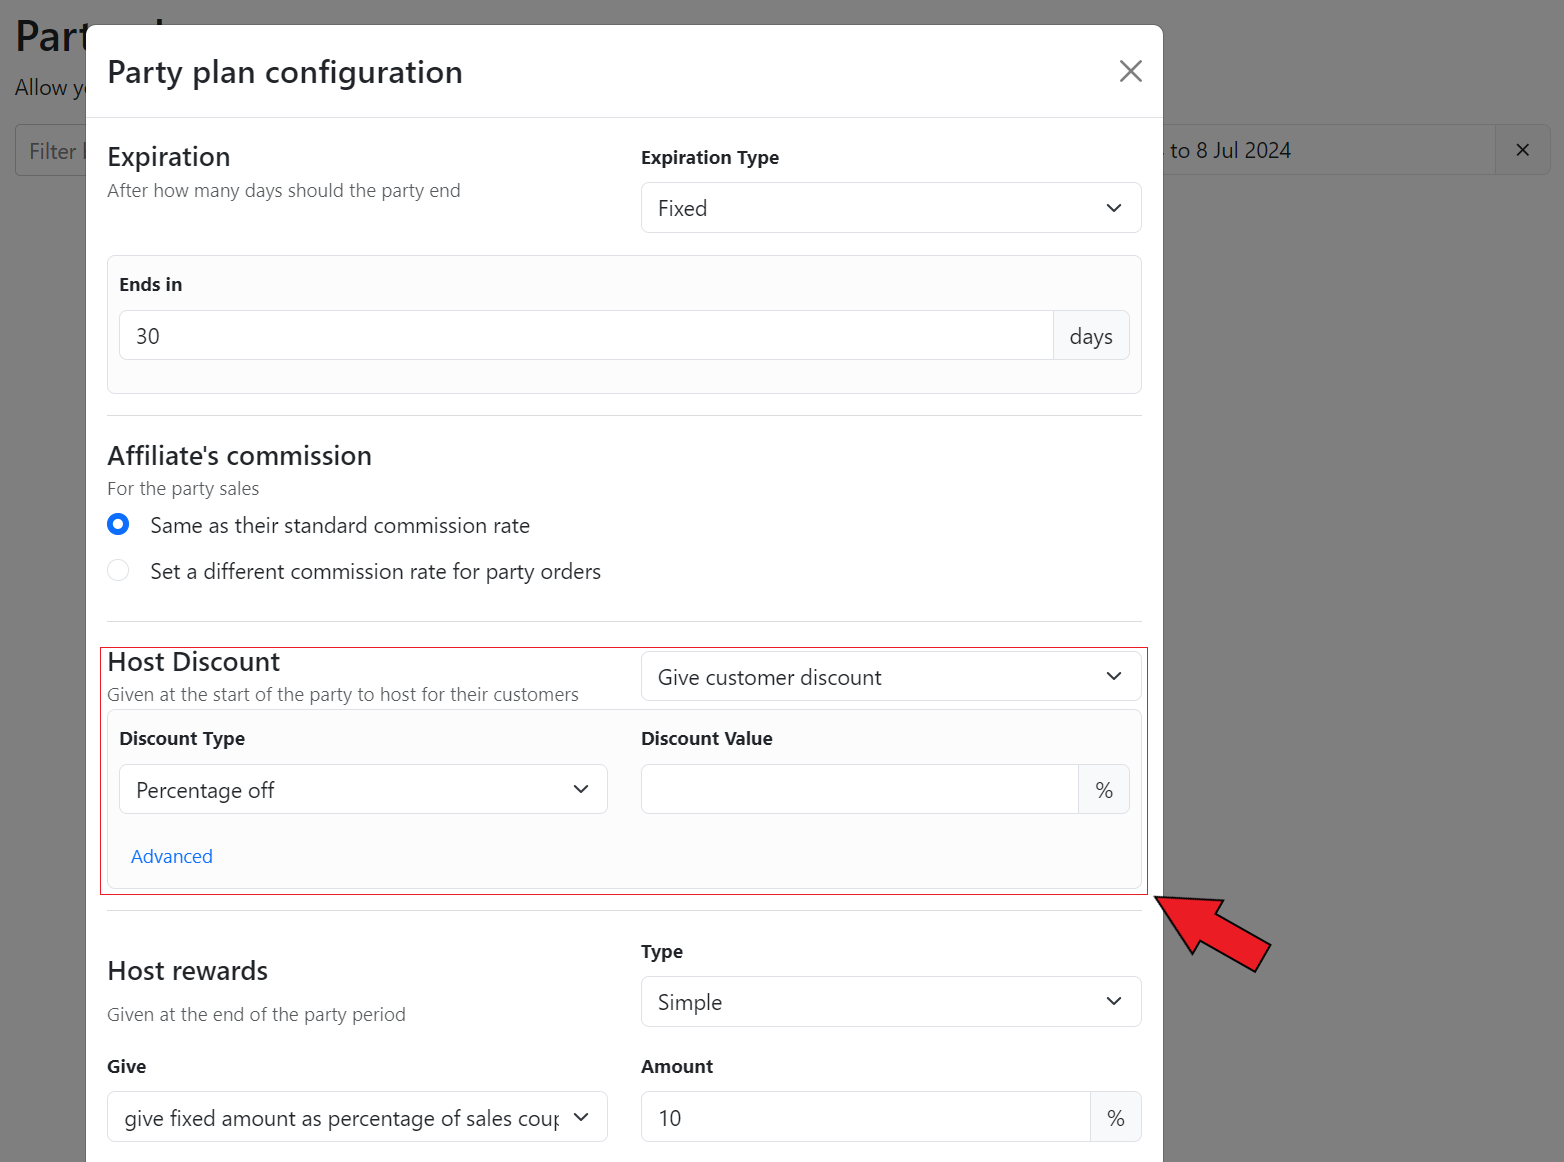 Part
Party plan configuration
Allow y
Filter
to 8 Jul 2024
Expiration
After how many days should the party end
Expiration Type
Fixed
Ends in
30
days
Affiliate's commission
For the party sales
Same as their standard commission rate
Set a different commission rate for party orders
Host Discount
Given at the start of the party to host for their customers
Give customer discount
Discount Type
Discount Value
Percentage off
%
Advanced
Host rewards
Given at the end of the party period
Type
Simple
Give
Amount
give fixed amount as percentage of sales coup
10
%